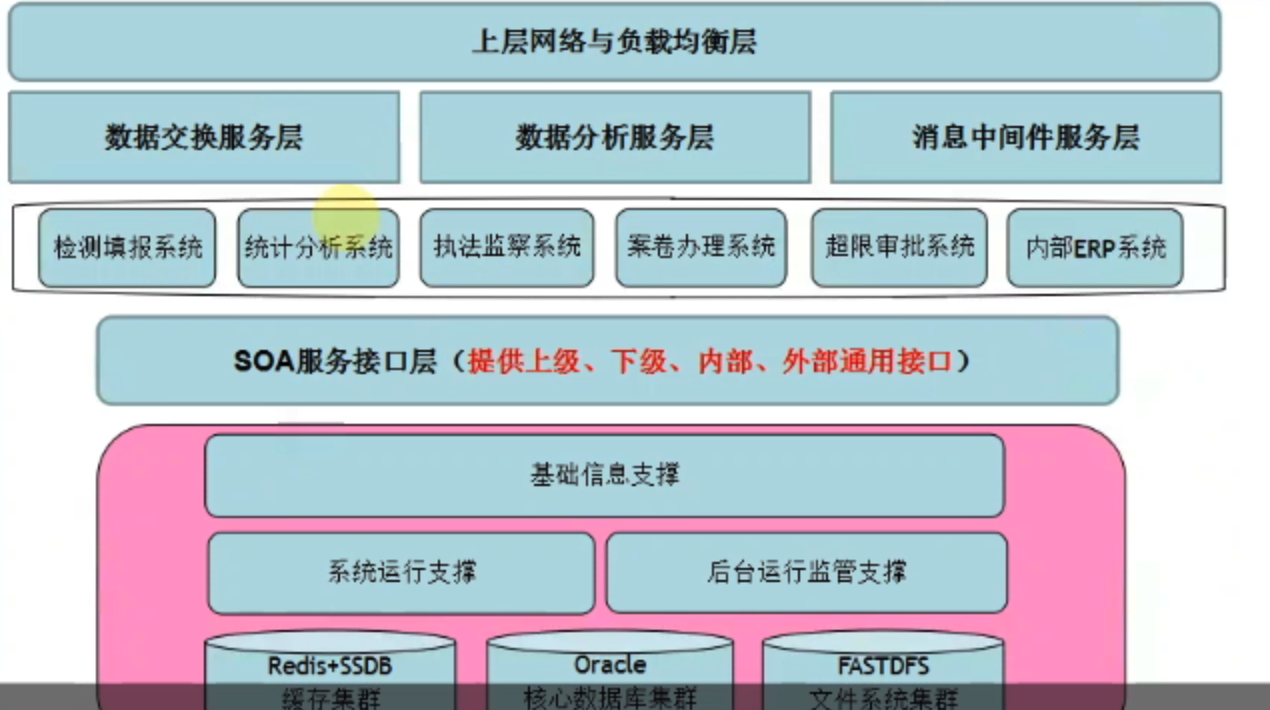 上层网络与负载均衡层
数据交换服务层
数据分析服务层
消息中间件服务层
检测填报系统
统计分析系统
执法监察系统
案卷办理系统
超限审批系统
内部ERP系统
SOA服务接口层（提供上级、下级、内部、外部通用接口）
基础信息支撑
系统运行支撑
后台运行监管支撑
Redis+SSDB
缓存集群
Oracle
核心数据库集群
FASTDFS
文件系统集群